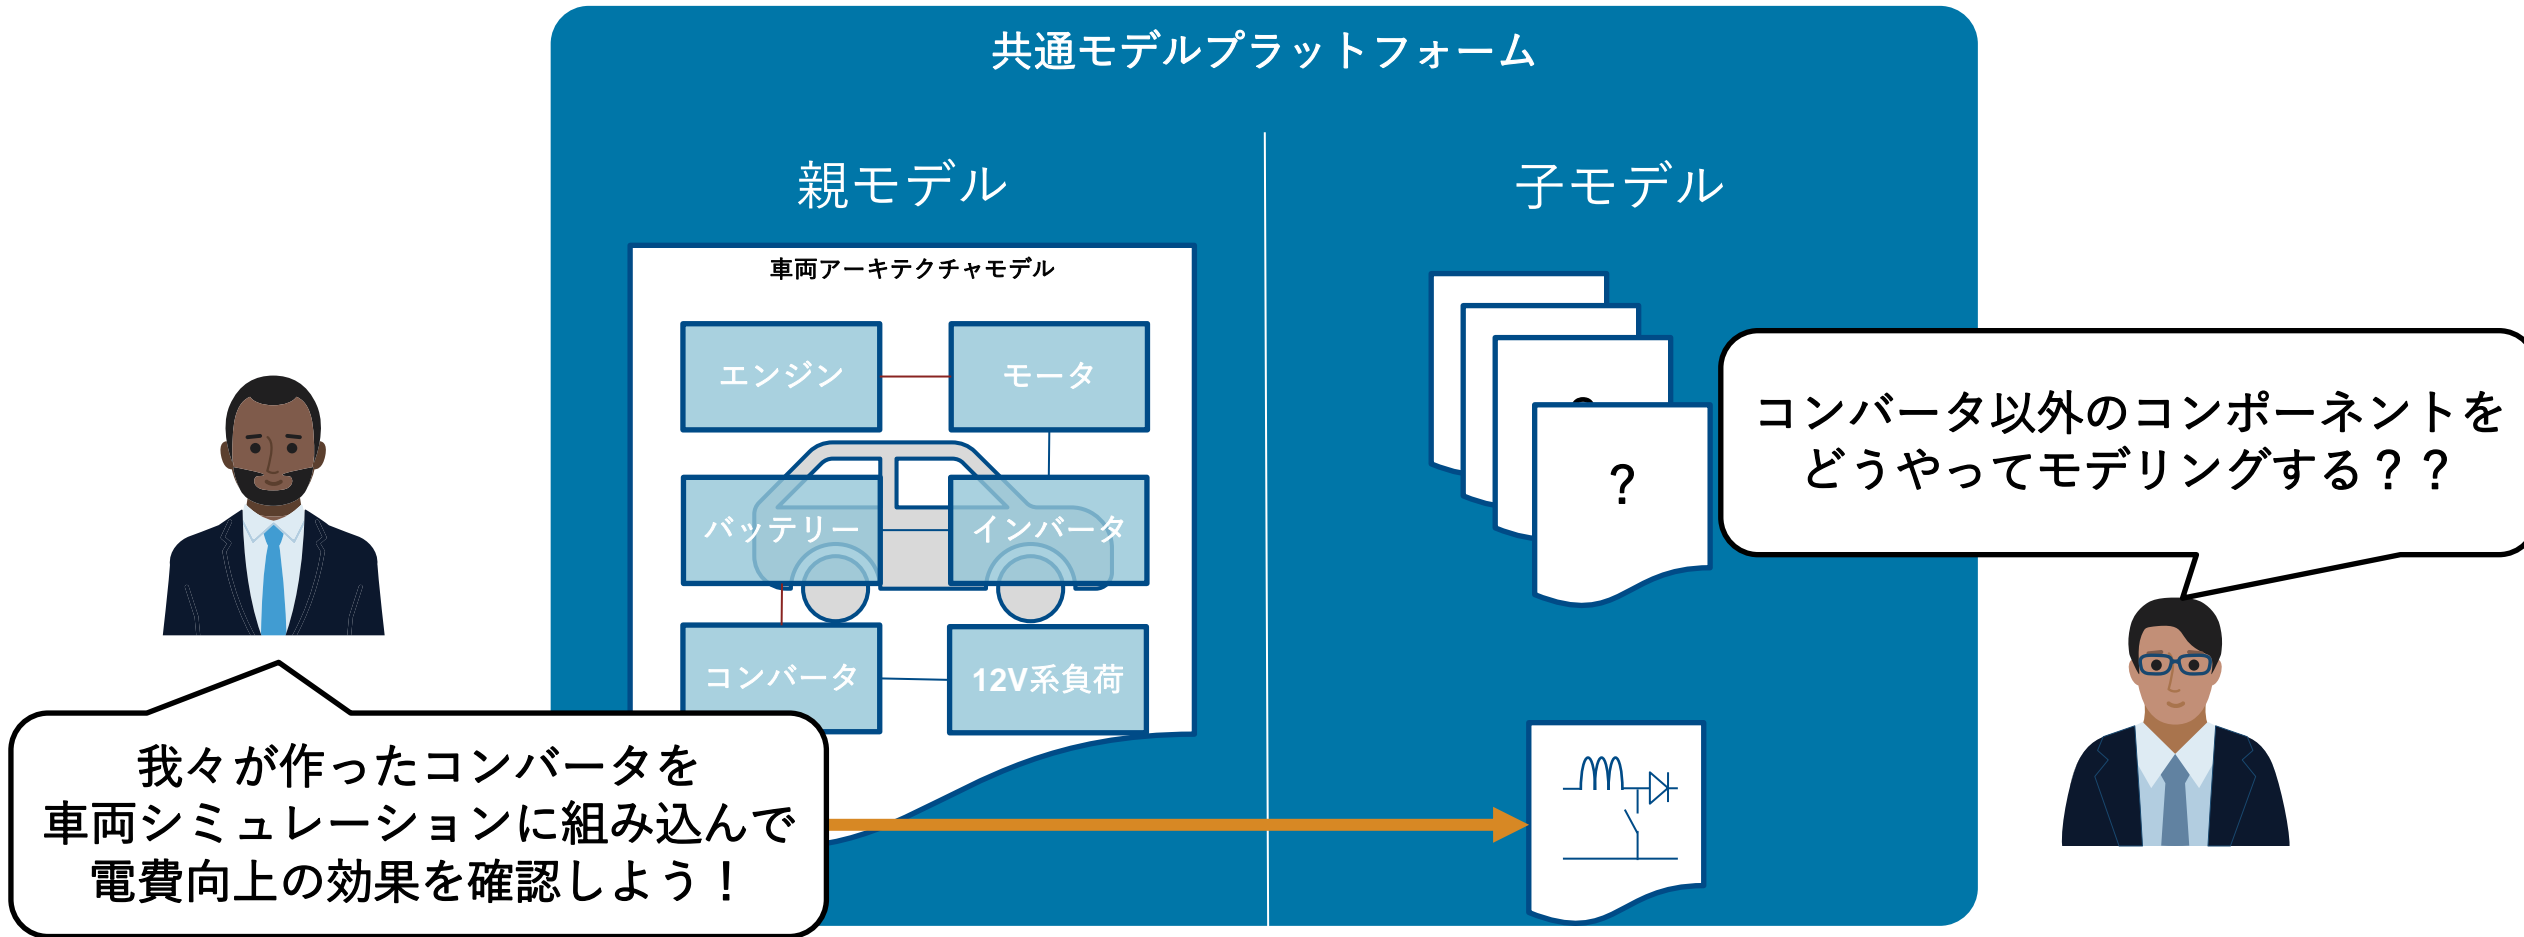 共通モデルプラットフォーム
親モデル
子モデル
車両アーキテクチャモデル
エンジン
モータ
バッテリー
インバータ
コンバータ
12V系負荷
?
コンバータ以外のコンポーネントを
どうやってモデリングする？？
我々が作ったコンバータを
車両シミュレーションに組み込んで
電費向上の効果を確認しよう！